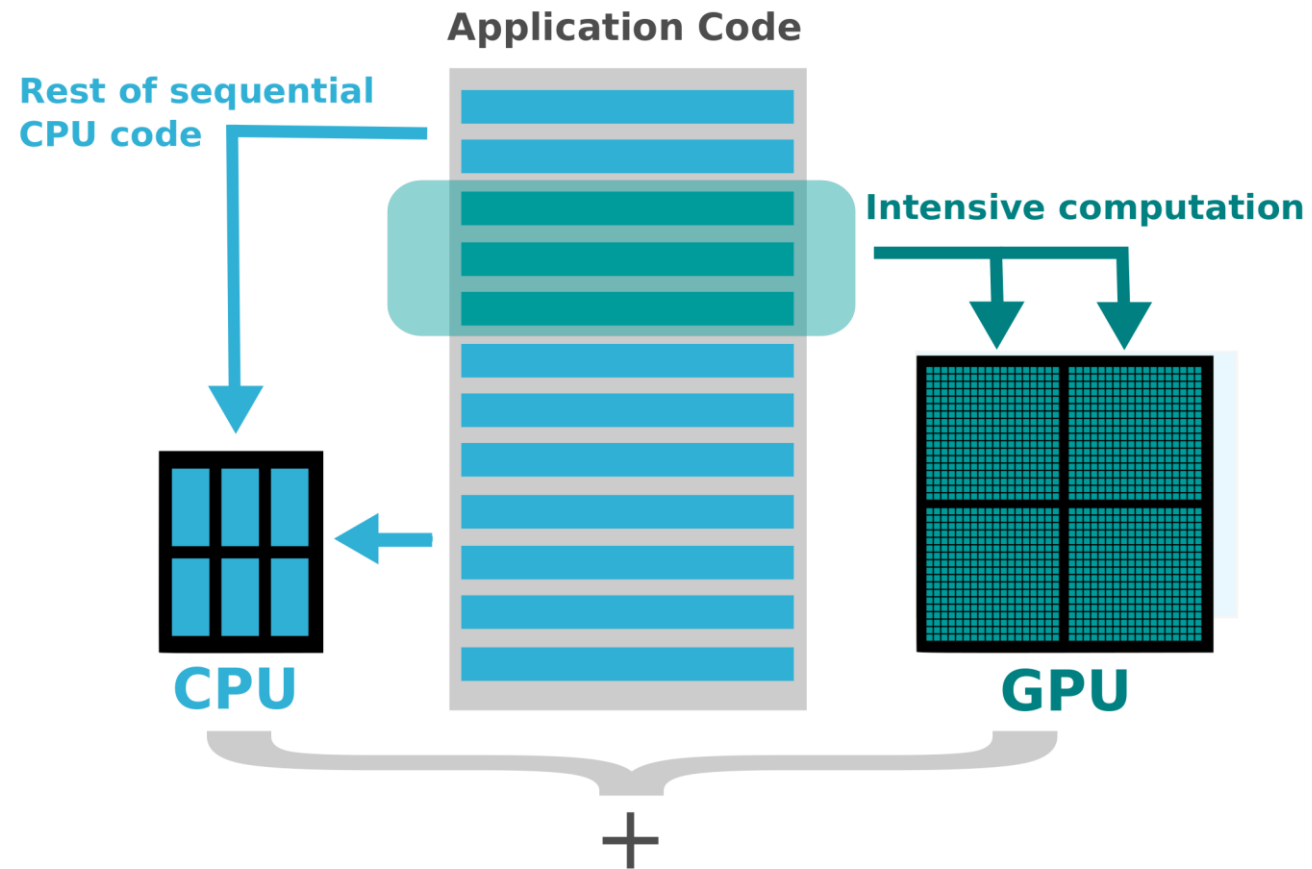 Application Code
Rest of sequential
CPU code
Intensive computation
CPU
GPU
+